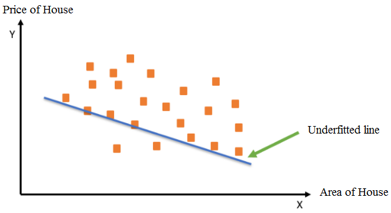 Price of House
Y
Underfitted line
Area of House
X